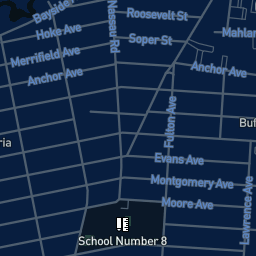 Roosevelt St
Nassau Rd
Hoke Ave
Soper St
Merrifield Ave
Anchor Ave
Anchor Ave
Fulton Ave
Evans Ave
Montgomery Ave
Moore Ave
Lawrence Ave
School Number 8